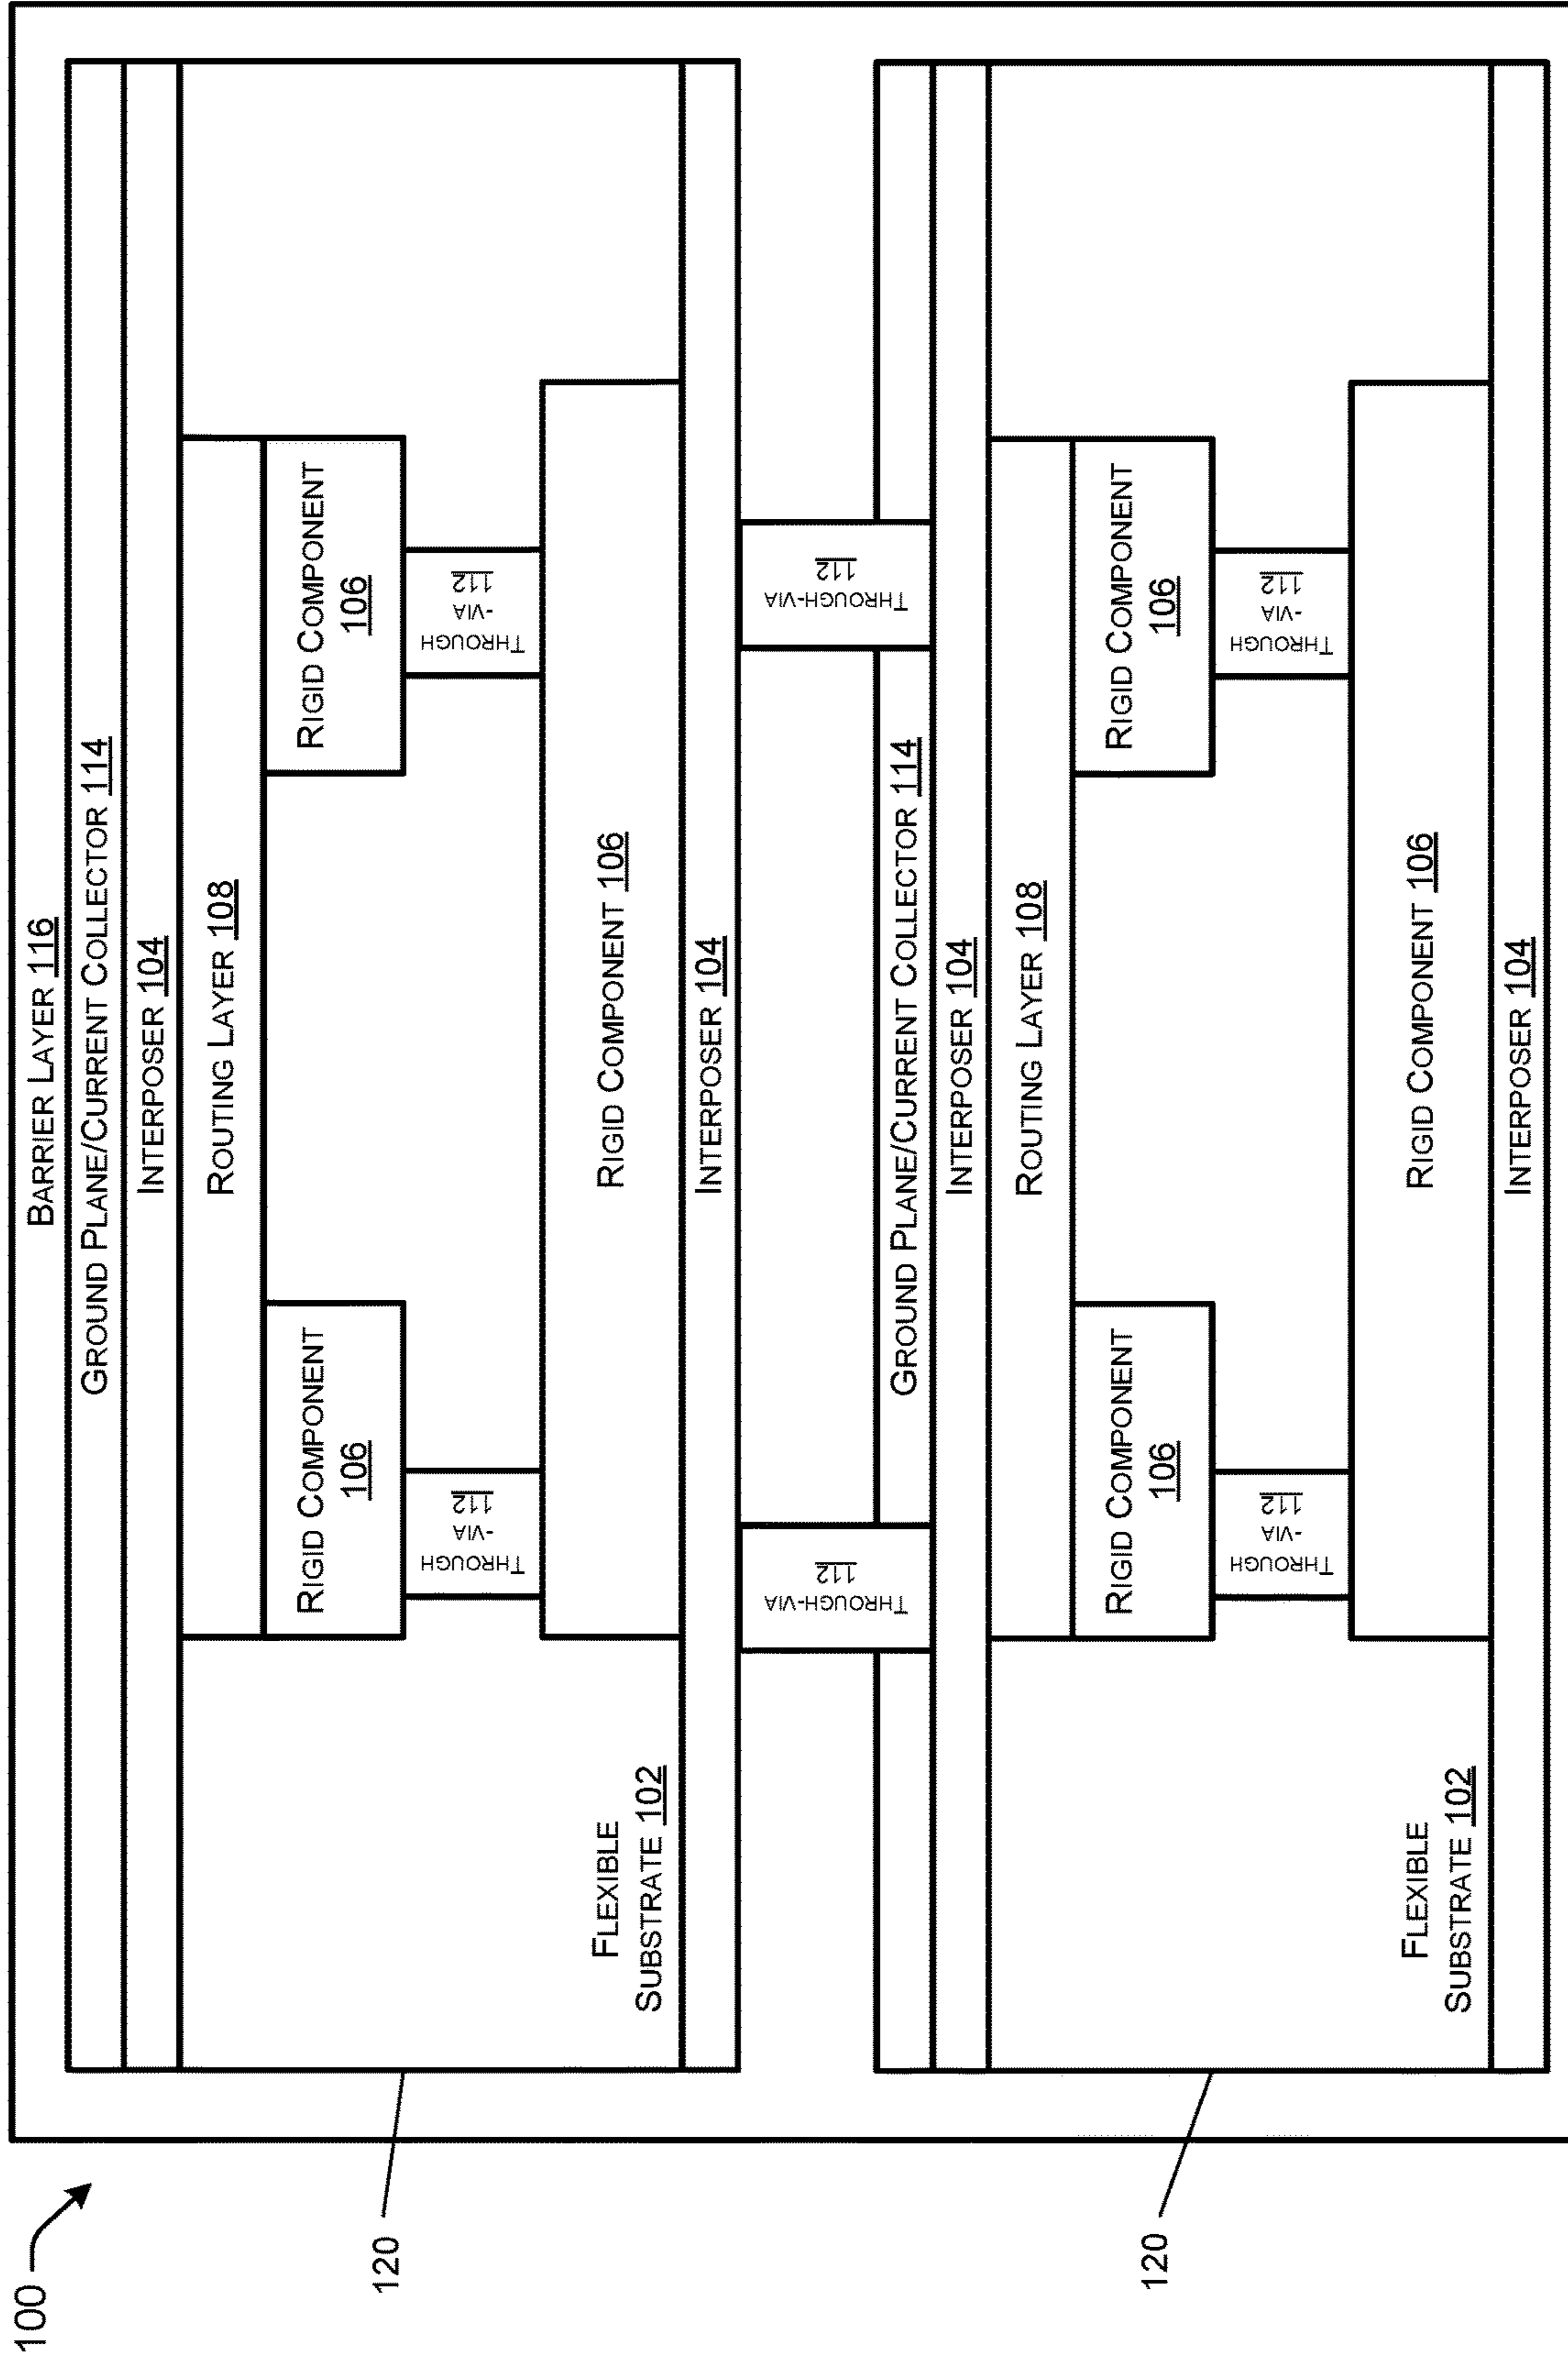 100
BARRIER LAYER 116
GROUND PLANE/CURRENT COLLECTOR 114
INTERPOSER 104
ROUTING LAYER 108
RIGID COMPONENT
106
RIGID COMPONENT
106
THROUGH
-VIA
112
THROUGH
-VIA
112
120
RIGID COMPONENT 106
FLEXIBLE
SUBSTRATE 102
INTERPOSER 104
THROUGH-VIA
112
THROUGH-VIA
112
GROUND PLANE/CURRENT COLLECTOR 114
INTERPOSER 104
ROUTING LAYER 108
RIGID COMPONENT
106
RIGID COMPONENT
106
THROUGH
-VIA
112
THROUGH
-VIA
112
120
RIGID COMPONENT 106
FLEXIBLE
SUBSTRATE 102
INTERPOSER 104